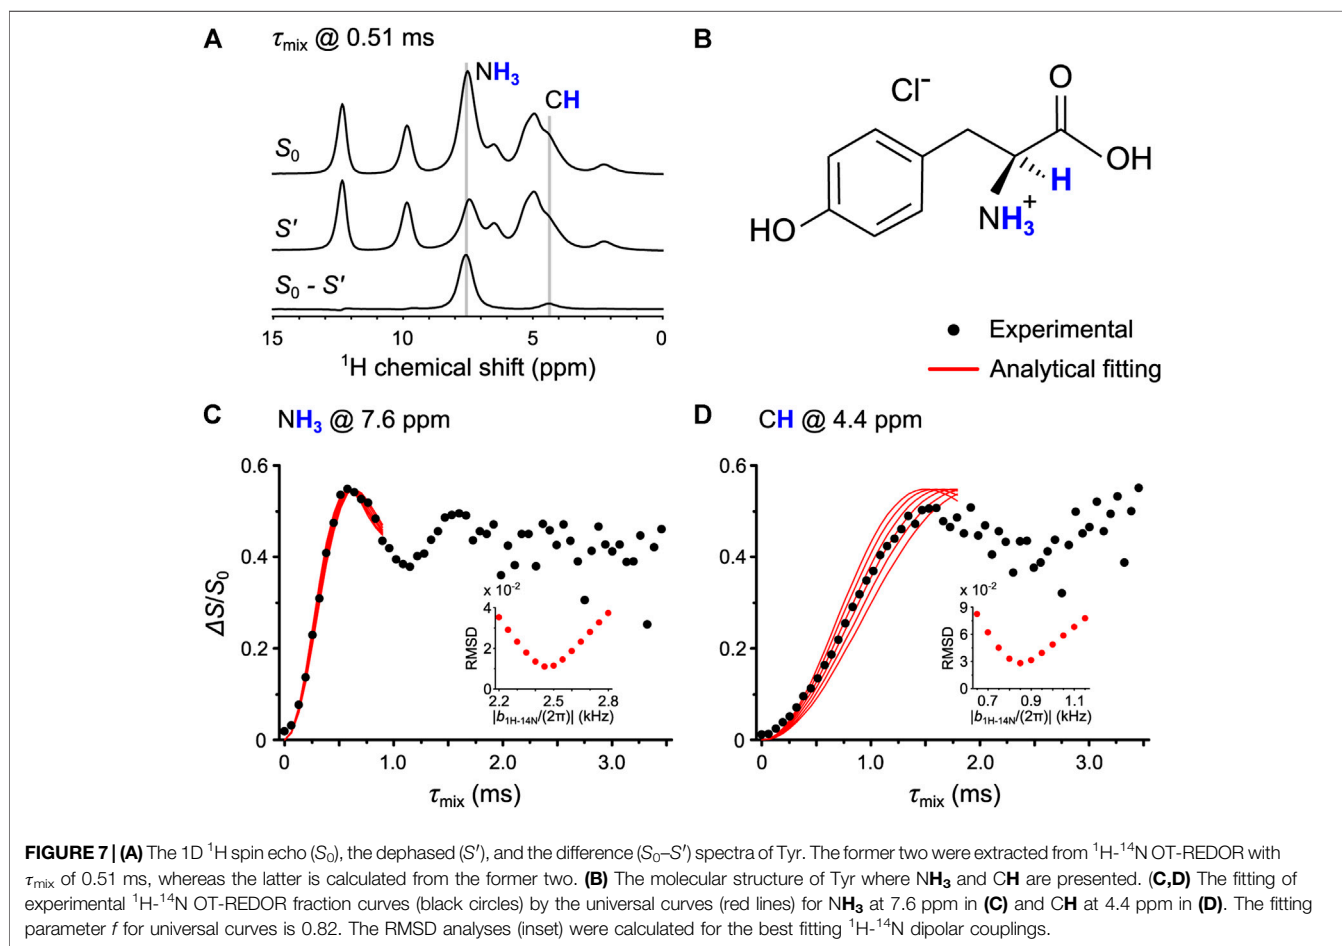 A
τmix @ 0.51 ms
NH3
CH
S0
S′
S0 - S′
15 10 5 0
1H chemical shift (ppm)
B
Cl−
O
OH
H
NH3+
HO
Experimental
Analytical fitting
C NH3 @ 7.6 ppm
0.6
0.4
0.2
0
ΔS/S0
0 1.0 2.0 3.0
τmix (ms)
x 10-2
4
2
0
RMSD
2.2 2.5 2.8
|b1H-14N/(2π)| (kHz)
D CH @ 4.4 ppm
0.6
0.4
0.2
0
0 1.0 2.0 3.0
τmix (ms)
x 10-2
9
6
3
0
RMSD
0.7 0.9 1.1
|b1H-14N/(2π)| (kHz)
FIGURE 7 | (A) The 1D 1H spin echo (S0), the dephased (S′), and the difference (S0–S′) spectra of Tyr. The former two were extracted from 1H-14N OT-REDOR with
τmix of 0.51 ms, whereas the latter is calculated from the former two. (B) The molecular structure of Tyr where NH3 and CH are presented. (C,D) The fitting of
experimental 1H-14N OT-REDOR fraction curves (black circles) by the universal curves (red lines) for NH3 at 7.6 ppm in (C) and CH at 4.4 ppm in (D). The fitting
parameter f for universal curves is 0.82. The RMSD analyses (inset) were calculated for the best fitting 1H-14N dipolar couplings.